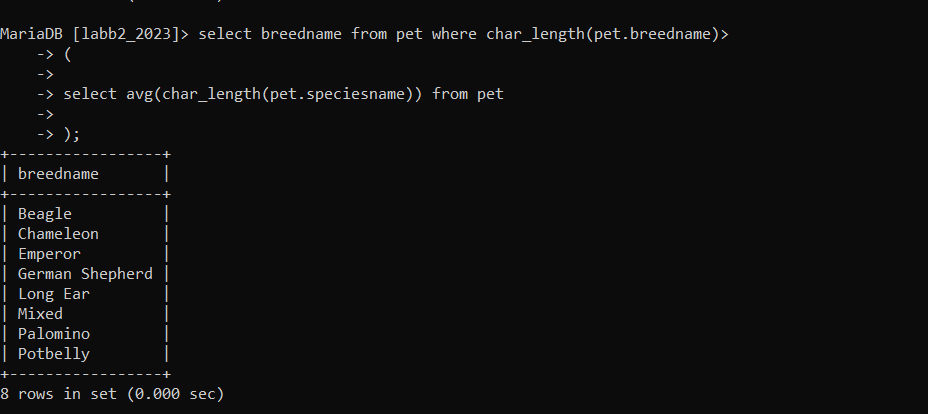 MariaDB [labb2_2023]> select breedname from pet where char_length(pet.breedname)>
    -> (
    ->
    -> select avg(char_length(pet.speciesname)) from pet
    ->
    -> );
+-----------------+
| breedname       |
+-----------------+
| Beagle          |
| Chameleon       |
| Emperor         |
| German Shepherd |
| Long Ear        |
| Mixed           |
| Palomino        |
| Potbelly        |
+-----------------+
8 rows in set (0.000 sec)